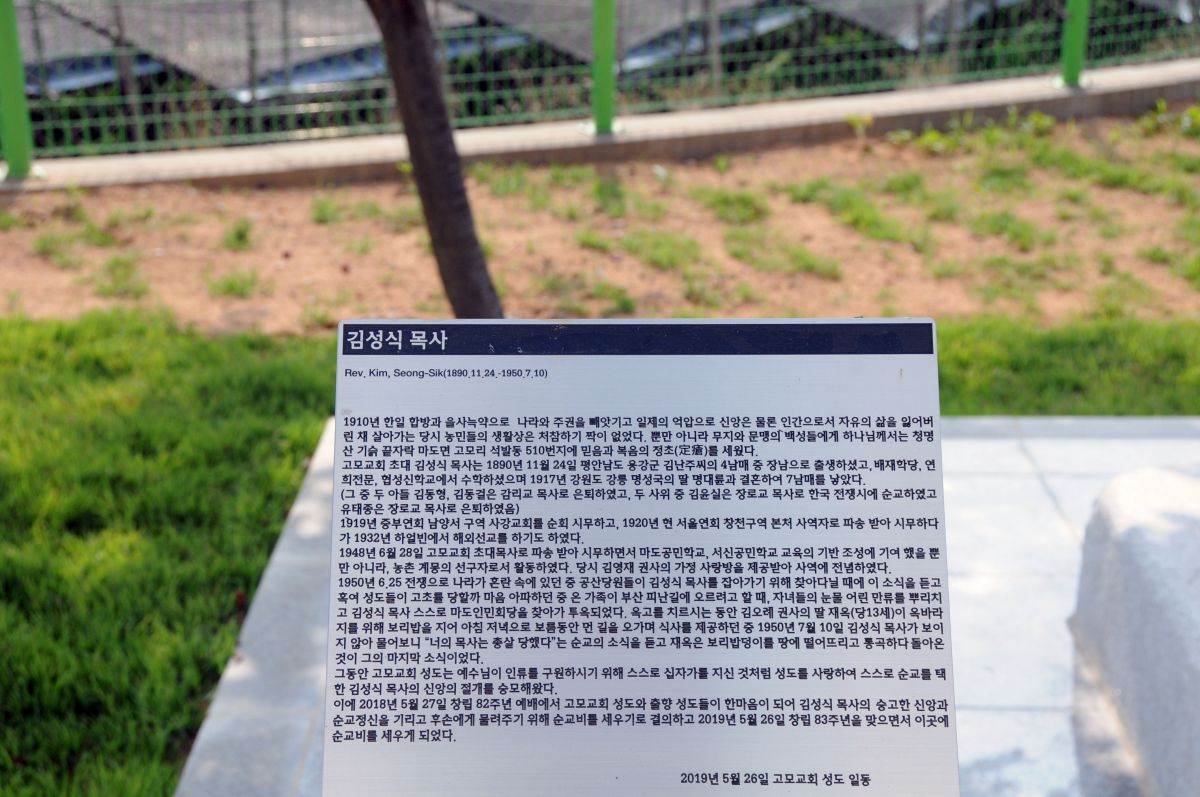 김성식 목사
Rev. Kim, Seong-Sik(1890.11.24.-1950.7.10)
1910년 한일 합방과 을사늑약으로 나라와 주권을 빼앗기고 일제의 억압으로 신앙은 물론 인간으로서 자유의 삶을 잃어버
린 채 살아가는 당시 농민들의 생활상은 처참하기 짝이 없었다. 뿐만 아니라 무지와 문맹의 백성들에게 하나님께서는 청명
산 기슭 끝자락 마도면 고모리 석발동 510번지에 믿음과 복음의 정초(定礎)를 세웠다.
고모교회 초대 김성식 목사는 1890년 11월 24일 평안남도 용강군 김난주씨의 4남매 중 장남으로 출생하셨고, 배재학당, 연
희전문, 협성신학교에서 수학하셨으며 1917년 강원도 강릉 명성국의 딸 명대률과 결혼하여 7남매를 낳았다.
(그 중 두 아들 김동형, 김동걸은 감리교 목사로 은퇴하였고, 두 사위 중 김윤실은 장로교 목사로 한국 전쟁시에 순교하였고
유태중은 장로교 목사로 은퇴하였음)
1919년 중부연회 남양서 구역 사강교회를 순회 시무하고, 1920년 현 서울연회 창천구역 본처 사역자로 파송 받아 시무하다
가 1932년 하얼빈에서 해외선교를 하기도 하였다.
1948년 6월 28일 고모교회 초대목사로 파송 받아 시무하면서 마도공민학교, 서신공민학교 교육의 기반 조성에 기여 했을 뿐
만 아니라, 농촌 계몽의 선구자로서 활동하였다. 당시 김영재 권사의 가정 사랑방을 제공받아 사역에 전념하였다.
1950년 6.25 전쟁으로 나라가 혼란 속에 있던 중 공산당원들이 김성식 목사를 잡아가기 위해 찾아다닐 때에 이 소식을 듣고
혹여 성도들이 고초를 당할까 마음 아파하던 중 온 가족이 부산 피난길에 오르려고 할 때, 자녀들의 눈물 어린 만류를 뿌리치
고 김성식 목사 스스로 마도인민회당을 찾아가 투옥되었다. 옥고를 치르시는 동안 김오례 권사의 딸 재옥(당13세)이 옥바라
지를 위해 보리밥을 지어 아침 저녁으로 보름동안 먼 길을 오가며 식사를 제공하던 중 1950년 7월 10일 김성식 목사가 보이
지 않아 물어보니 “너의 목사는 총살 당했다”는 순교의 소식을 듣고 재옥은 보리밥덩이를 땅에 떨어뜨리고 통곡하다 돌아온
것이 그의 마지막 소식이었다.
그동안 고모교회 성도는 예수님이 인류를 구원하시기 위해 스스로 십자가를 지신 것처럼 성도를 사랑하여 스스로 순교를 택
한 김성식 목사의 신앙의 절개를 숭모해왔다.
이에 2018년 5월 27일 창립 82주년 예배에서 고모교회 성도와 출향 성도들이 한마음이 되어 김성식 목사의 숭고한 신앙과
순교정신을 기리고 후손에게 물려주기 위해 순교비를 세우기로 결의하고 2019년 5월 26일 창립 83주년을 맞으면서 이곳에
순교비를 세우게 되었다.
2019년 5월 26일 고모교회 성도 일동